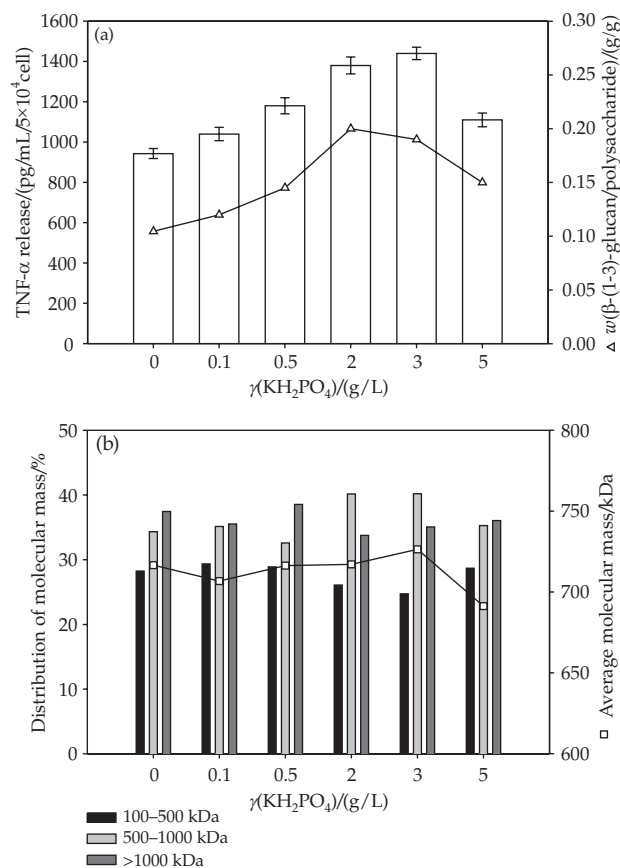 (a)
TNF-α release/(pg/mL/5×10⁴cell)
1600
1400
1200
1000
800
600
400
200
0
0.30
0.25
0.20
0.15
0.10
0.05
0.00
△ w(β-(1-3)-glucan/polysaccharide)/(g/g)
0 0.1 0.5 2 3 5
γ(KH₂PO₄)/(g/L)
(b)
Distribution of molecular mass/%
50
40
30
20
10
0
800
750
700
650
600
□ Average molecular mass/kDa
0 0.1 0.5 2 3 5
γ(KH₂PO₄)/(g/L)
100–500 kDa
500–1000 kDa
>1000 kDa